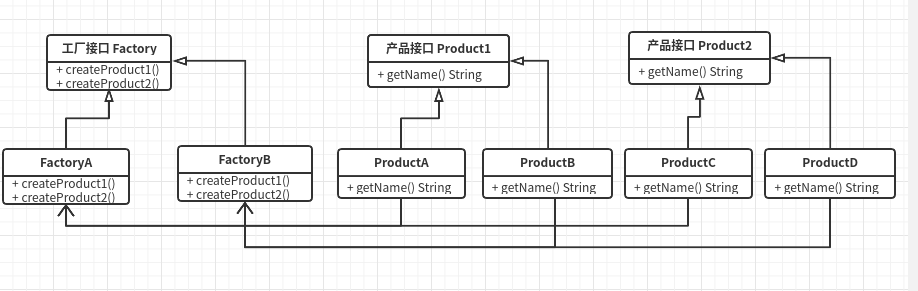 工厂接口 Factory
+ createProduct1()
+ createProduct2()
产品接口 Product1
+ getName() String
产品接口 Product2
+ getName() String
FactoryA
+ createProduct1()
+ createProduct2()
FactoryB
+ createProduct1()
+ createProduct2()
ProductA
+ getName() String
ProductB
+ getName() String
ProductC
+ getName() String
ProductD
+ getName() String